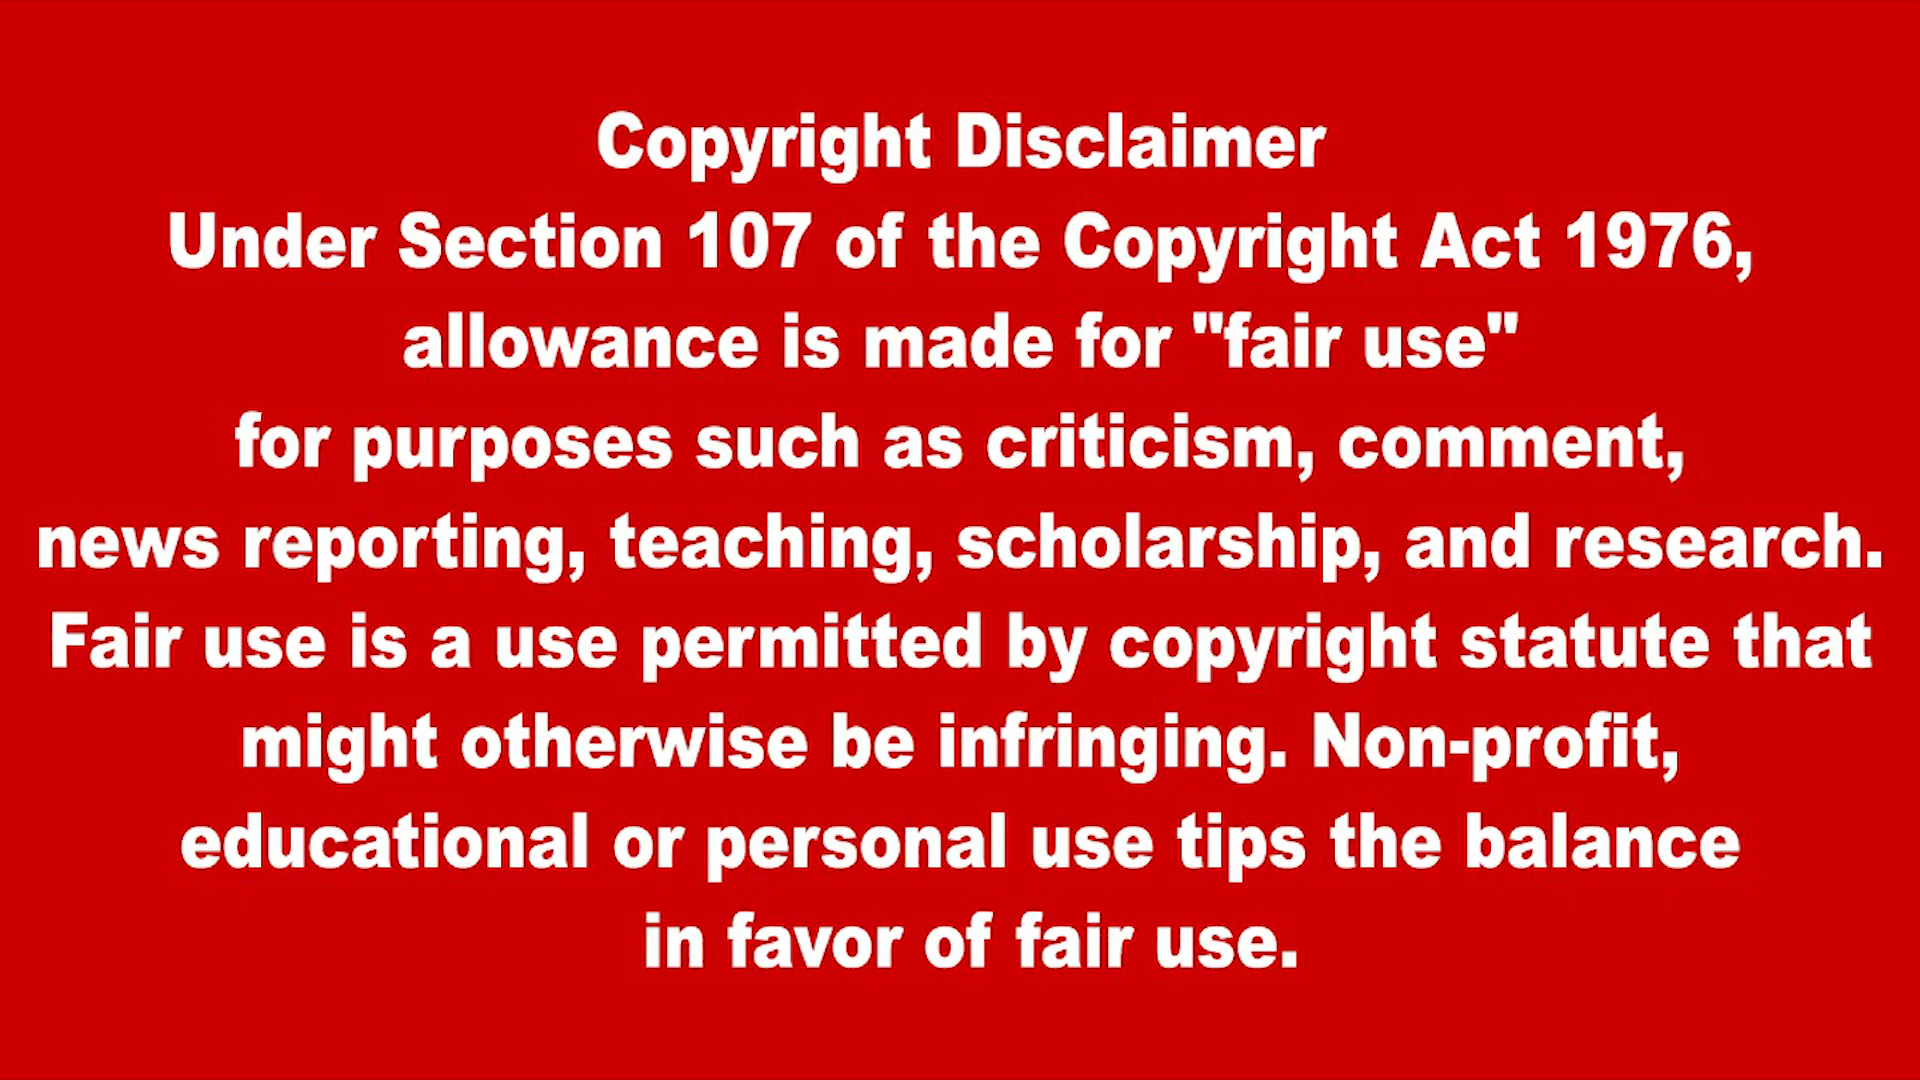 Copyright Disclaimer
Under Section 107 of the Copyright Act 1976,
allowance is made for "fair use"
for purposes such as criticism, comment,
news reporting, teaching, scholarship, and research.
Fair use is a use permitted by copyright statute that
might otherwise be infringing. Non-profit,
educational or personal use tips the balance
in favor of fair use.